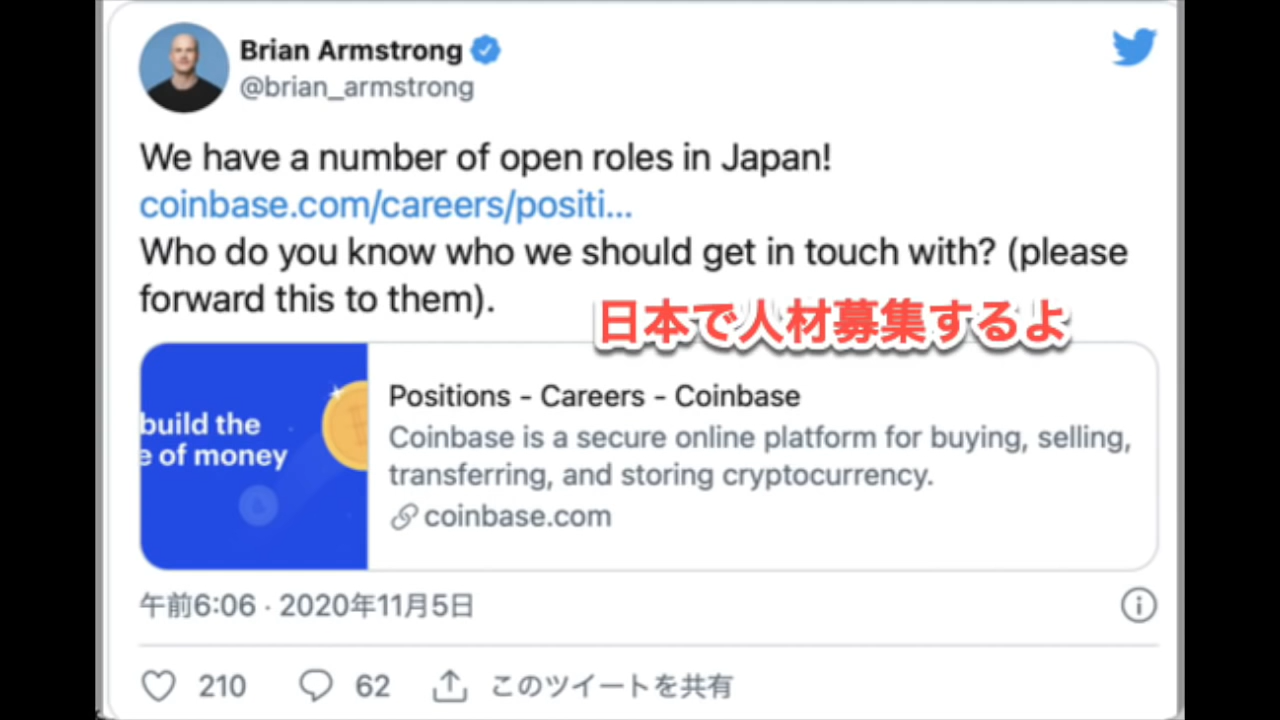 Brian Armstrong
@brian_armstrong
We have a number of open roles in Japan!
coinbase.com/careers/positi...
Who do you know who we should get in touch with? (please
forward this to them).
日本で人材募集するよ
build the
e of money
Positions - Careers - Coinbase
Coinbase is a secure online platform for buying, selling,
transferring, and storing cryptocurrency.
coinbase.com
午前6:06 · 2020年11月5日
210
62
このツイートを共有